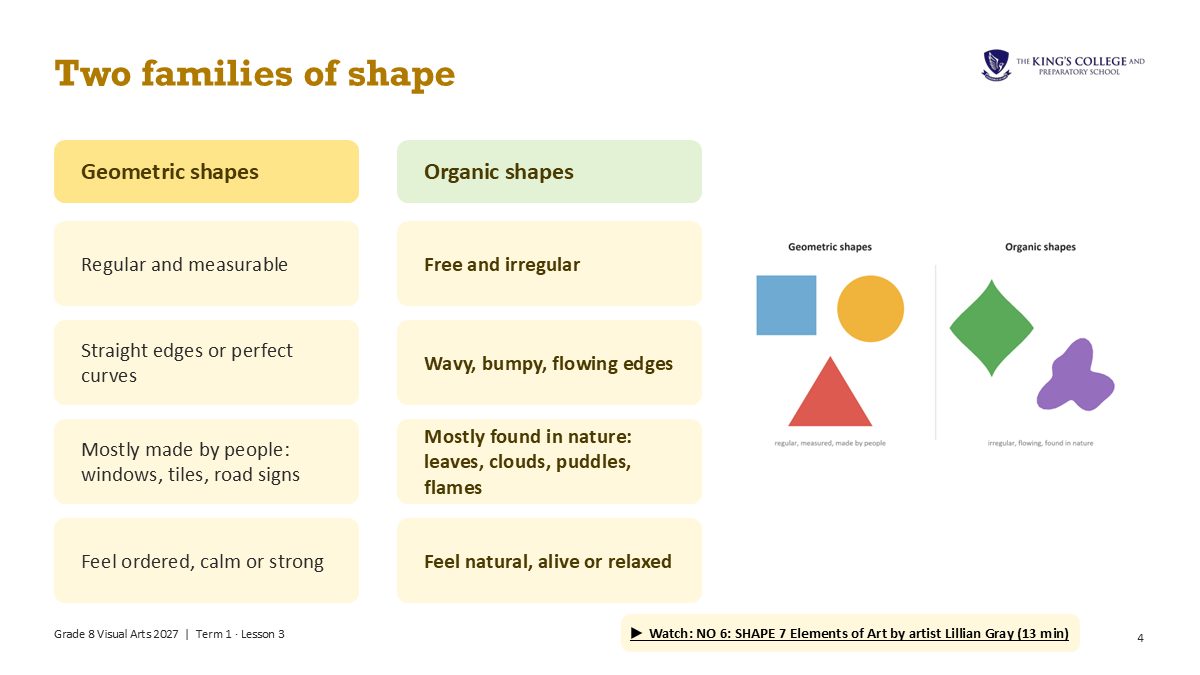 Two families of shape
THE KING'S COLLEGE AND
PREPARATORY SCHOOL
Geometric shapes
Organic shapes
Regular and measurable
Free and irregular
Straight edges or perfect
curves
Wavy, bumpy, flowing edges
Mostly made by people:
windows, tiles, road signs
Mostly found in nature:
leaves, clouds, puddles,
flames
Feel ordered, calm or strong
Feel natural, alive or relaxed
Geometric shapes
Organic shapes
regular, measured, made by people
irregular, flowing, found in nature
Grade 8 Visual Arts 2027 | Term 1 · Lesson 3
▶ Watch: NO 6: SHAPE 7 Elements of Art by artist Lillian Gray (13 min)
4